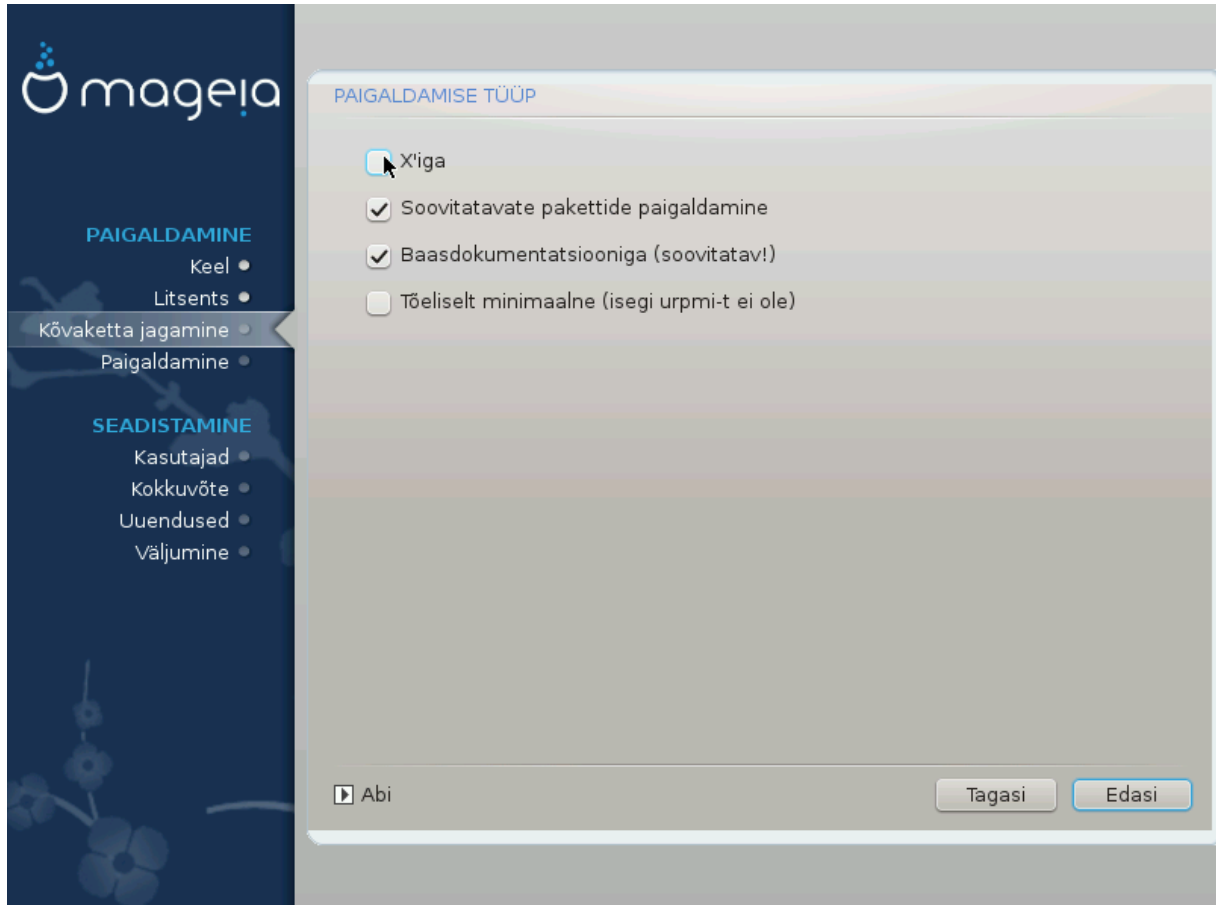 mageia
PAIGALDAMINE
Keel
Litsents
Kõvaketta jagamine
Paigaldamine
SEADISTAMINE
Kasutajad
Kokkuvõte
Uuendused
Väljumine
PAIGALDAMISE TÜÜP
X'iga
Soovitatavate pakettide paigaldamine
Baasdokumentatsiooniga (soovitatav!)
Tõeliselt minimaalne (isegi urpmi-t ei ole)
Abi
Tagasi
Edasi